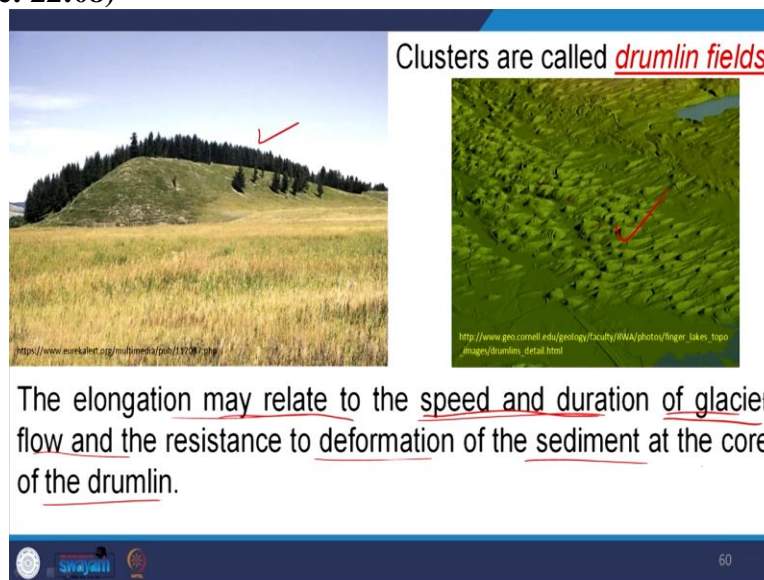 Clusters are called drumlin fields
https://www.eurekalert.org/multimedia/pub/117037.php
http://www.geo.cornell.edu/geology/faculty/RWA/photos/finger_lakes_topo
_images/drumlins_detail.html
The elongation may relate to the speed and duration of glacier
flow and the resistance to deformation of the sediment at the core
of the drumlin.
swayam
60